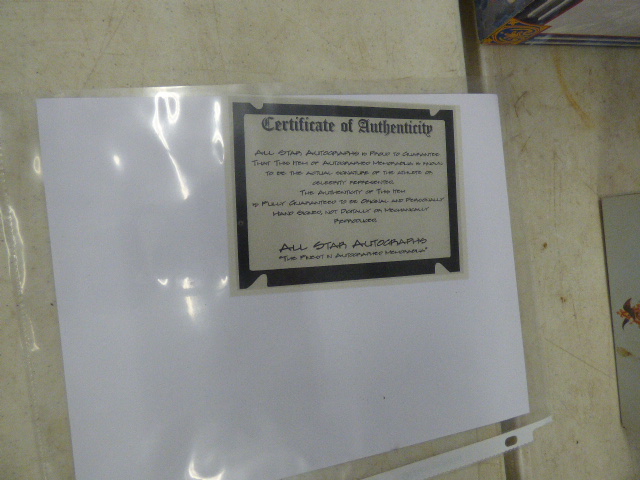 Certificate of Authenticity
ALL STAR AUTOGRAPHS IS PROUD TO GUARANTEE
THAT THIS ITEM OF AUTOGRAPHED MEMORABILIA IS KNOWN
TO BE THE ACTUAL SIGNATURE OF THE ATHLETE OR
CELEBRITY REPRESENTED.
THE AUTHENTICITY OF THIS ITEM
IS FULLY GUARANTEED TO BE ORIGINAL AND PERSONALLY
HAND SIGNED, NOT DIGITALLY OR MECHANICALLY
REPRODUCED.
ALL STAR AUTOGRAPHS
"THE FINEST IN AUTOGRAPHED MEMORABILIA"